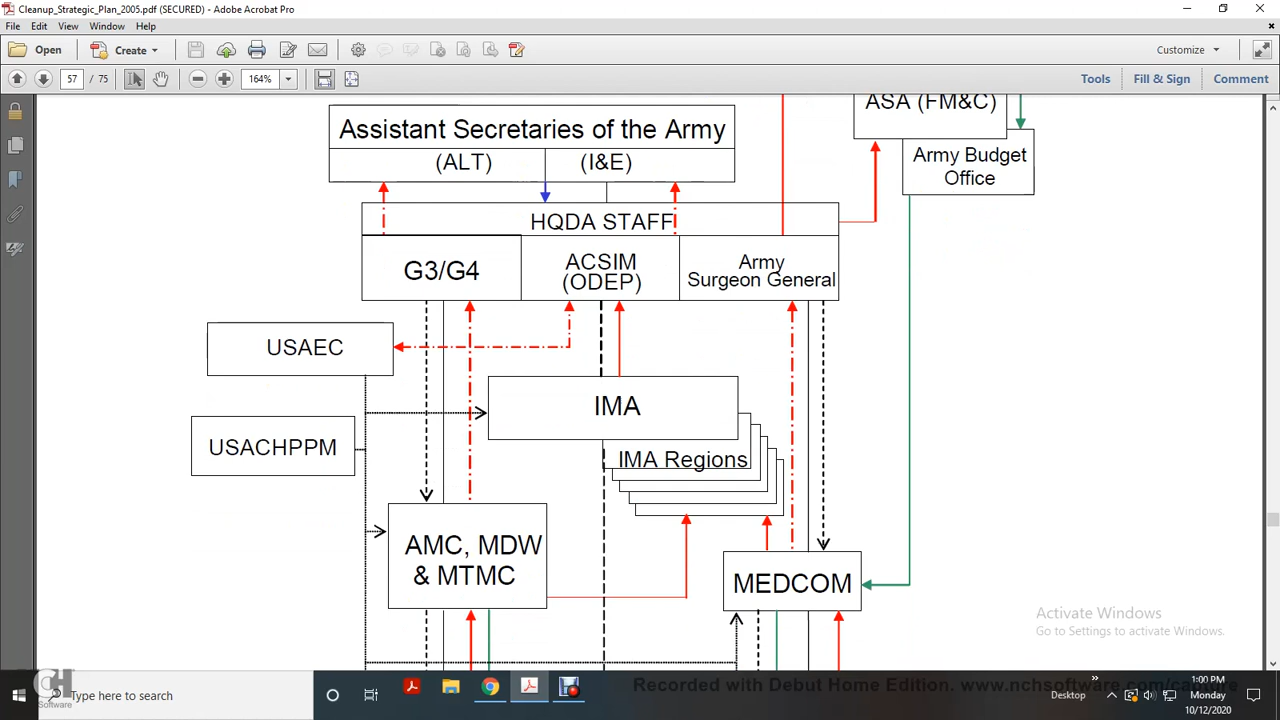 Cleanup_Strategic_Plan_2005.pdf (SECURED) - Adobe Acrobat Pro
File Edit View Window Help
Open Create Customize
57 / 75 164% Tools Fill & Sign Comment
ASA (FM&C)
Assistant Secretaries of the Army
(ALT) (I&E)
Army Budget
Office
HQDA STAFF
G3/G4
ACSIM
(ODEP)
Army
Surgeon General
USAEC
IMA
USACHPPM
IMA Regions
AMC, MDW
& MTMC
MEDCOM
Activate Windows
Go to Settings to activate Windows.
Software
Type here to search
Recorded with Debut Home Edition. www.nchsoftware.com/capture
Desktop
1:00 PM
Monday
10/12/2020